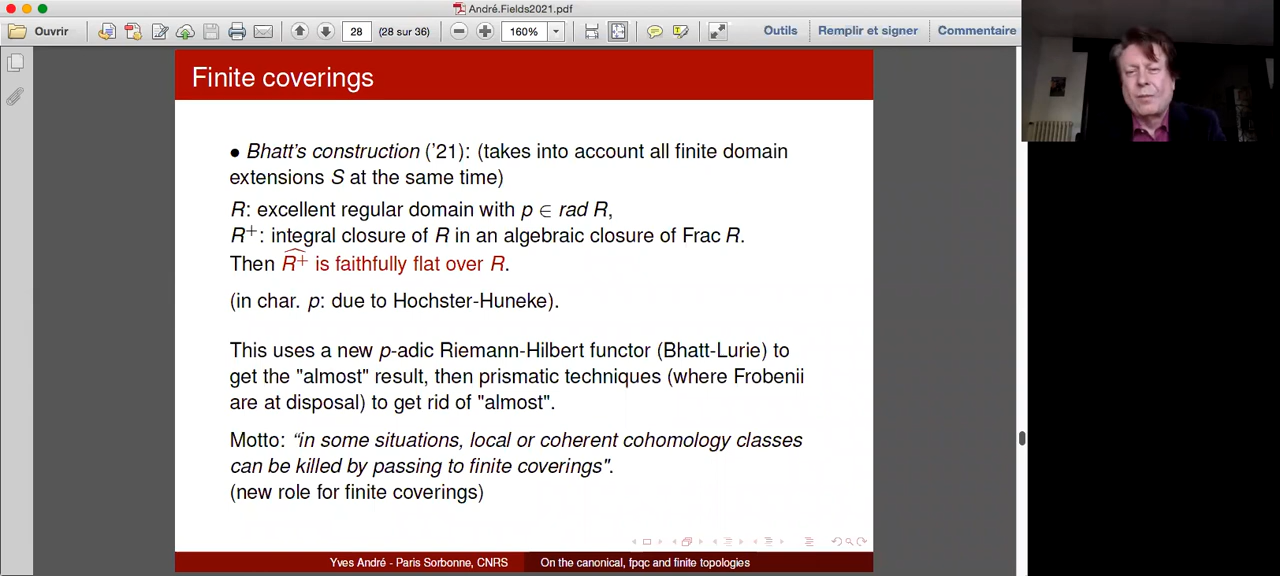 André.Fields2021.pdf
Ouvrir
28
(28 sur 36)
160%
Outils
Remplir et signer
Commentaire
Finite coverings
● Bhatt's construction ('21): (takes into account all finite domain
extensions S at the same time)
R: excellent regular domain with p ∈ rad R,
R⁺: integral closure of R in an algebraic closure of Frac R.
Then \widehat{R⁺} is faithfully flat over R.
(in char. p: due to Hochster-Huneke).
This uses a new p-adic Riemann-Hilbert functor (Bhatt-Lurie) to
get the "almost" result, then prismatic techniques (where Frobenii
are at disposal) to get rid of "almost".
Motto: “in some situations, local or coherent cohomology classes
can be killed by passing to finite coverings".
(new role for finite coverings)
Yves André - Paris Sorbonne, CNRS
On the canonical, fpqc and finite topologies